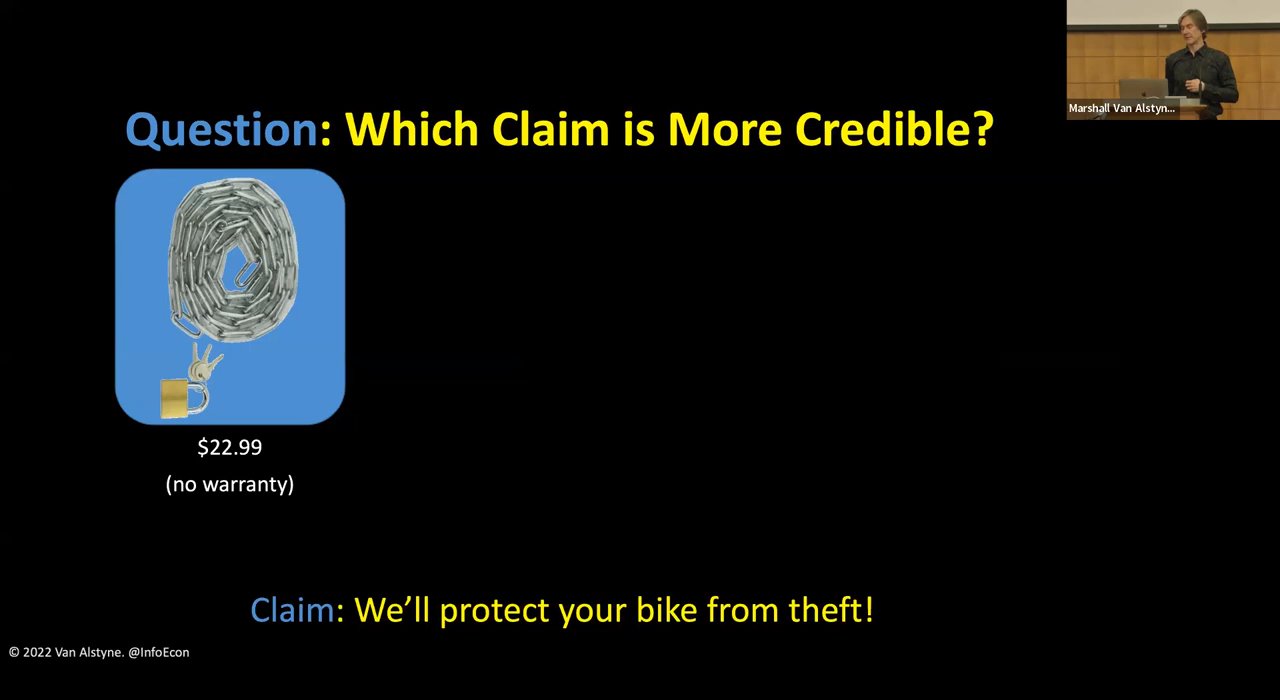 Marshall Van Alstyn...
Question: Which Claim is More Credible?
$22.99
(no warranty)
Claim: We’ll protect your bike from theft!
© 2022 Van Alstyne. @InfoEcon